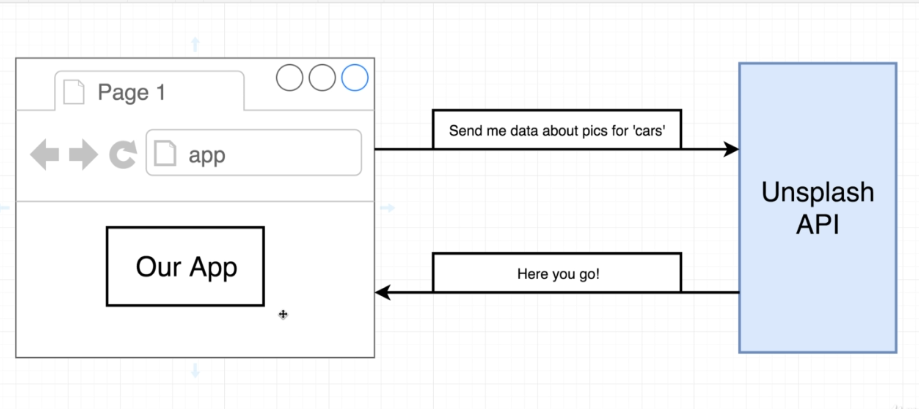 Page 1
app
Our App
Send me data about pics for 'cars'
Here you go!
Unsplash
API